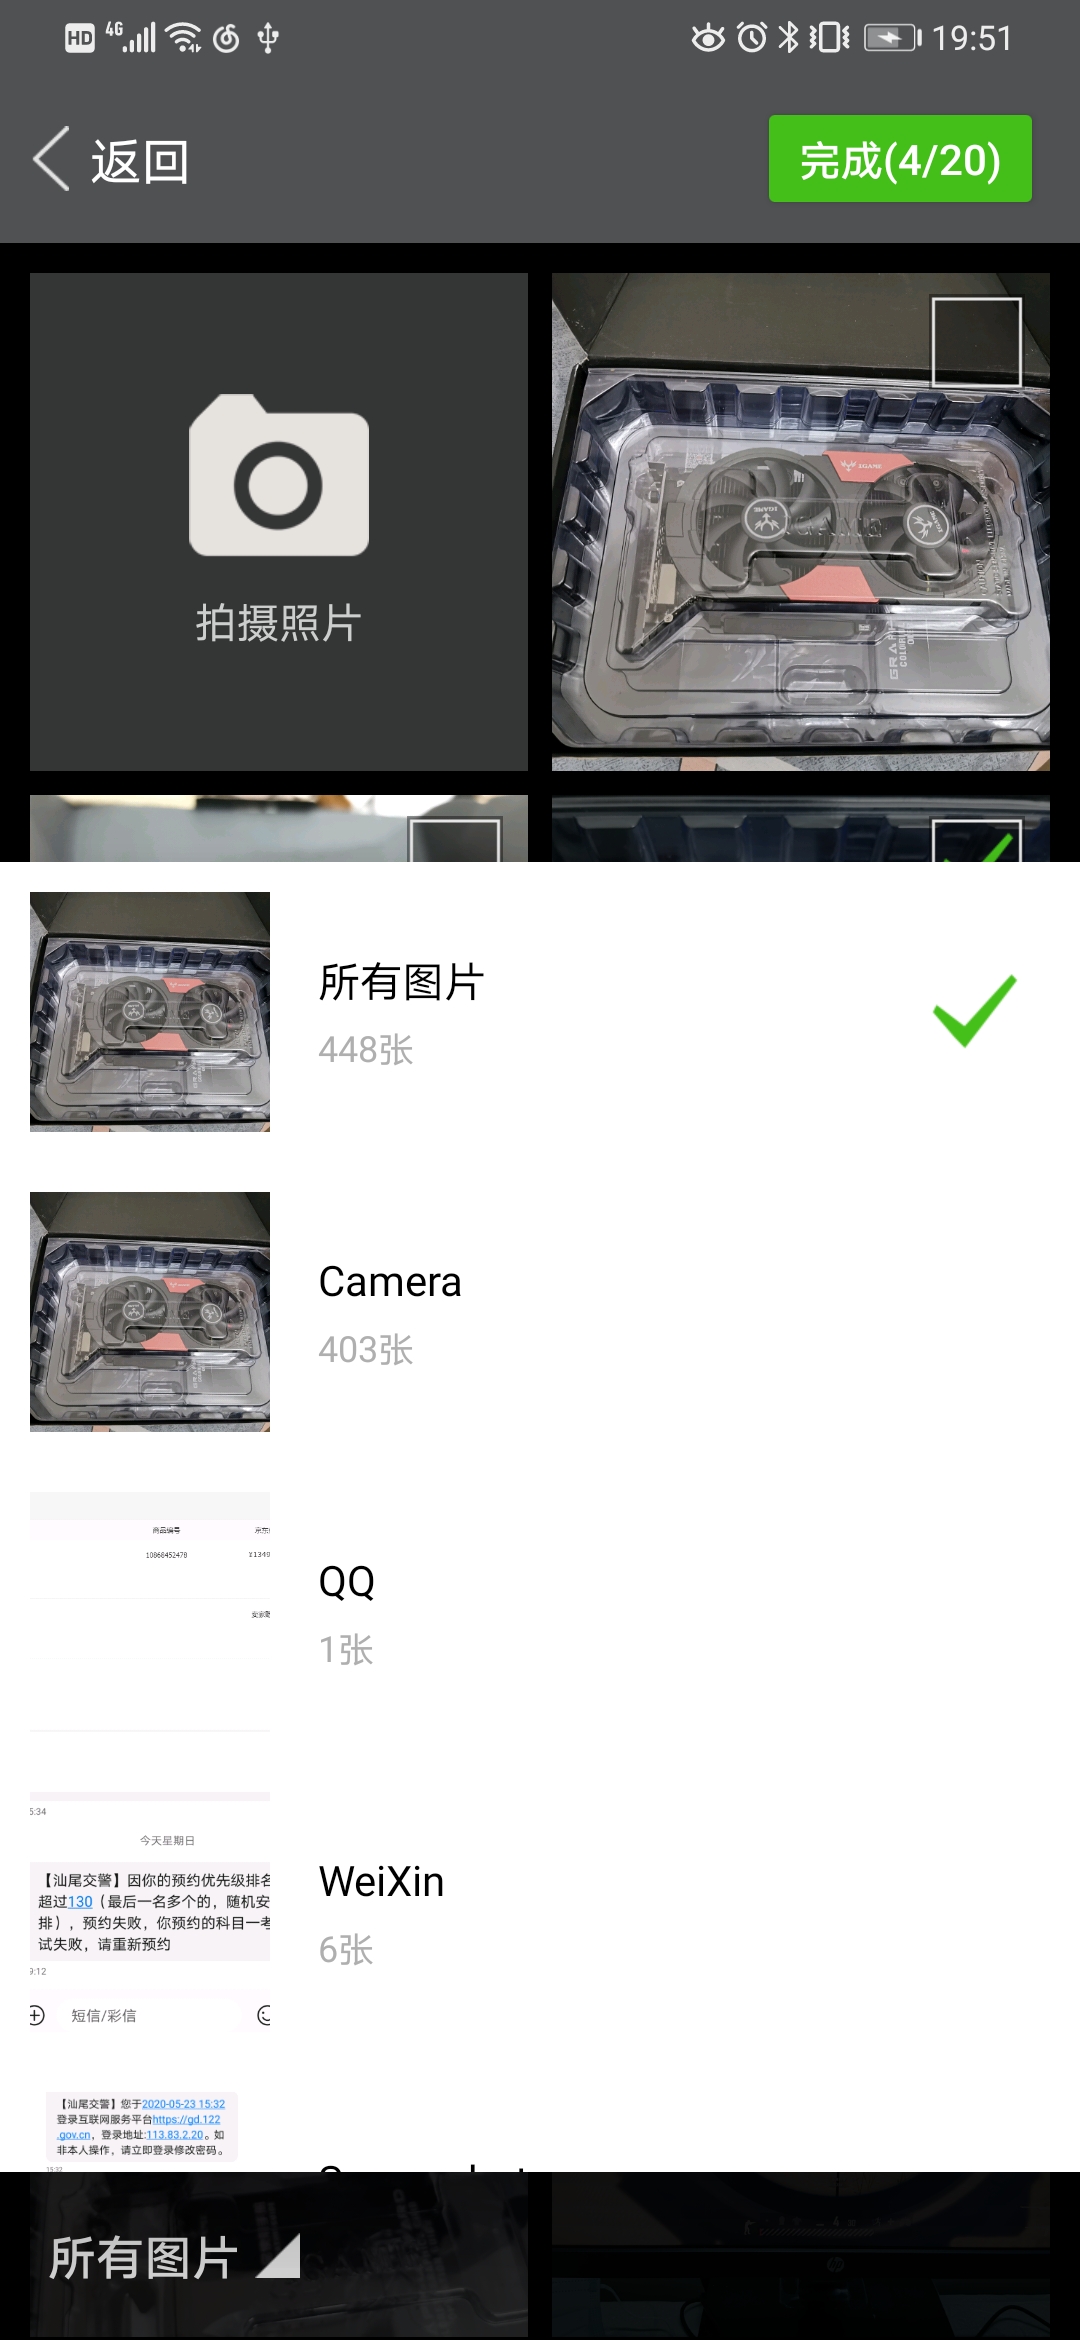 HD 4G 19:51
返回
完成(4/20)
拍摄照片
所有图片
448张
Camera
403张
商品编号
10868452478
¥1349
QQ
1张
5:34
今天星期日
【汕尾交警】因你的预约优先级排名
超过130（最后一名多个的，随机安
排），预约失败，你预约的科目一考
试失败，请重新预约
9:12
短信/彩信
WeiXin
6张
【汕尾交警】您于2020-05-23 15:32
登录互联网服务平台https://gd.122
.gov.cn，登录地址:113.83.2.20。如
非本人操作，请立即登录修改密码。
15:32
所有图片